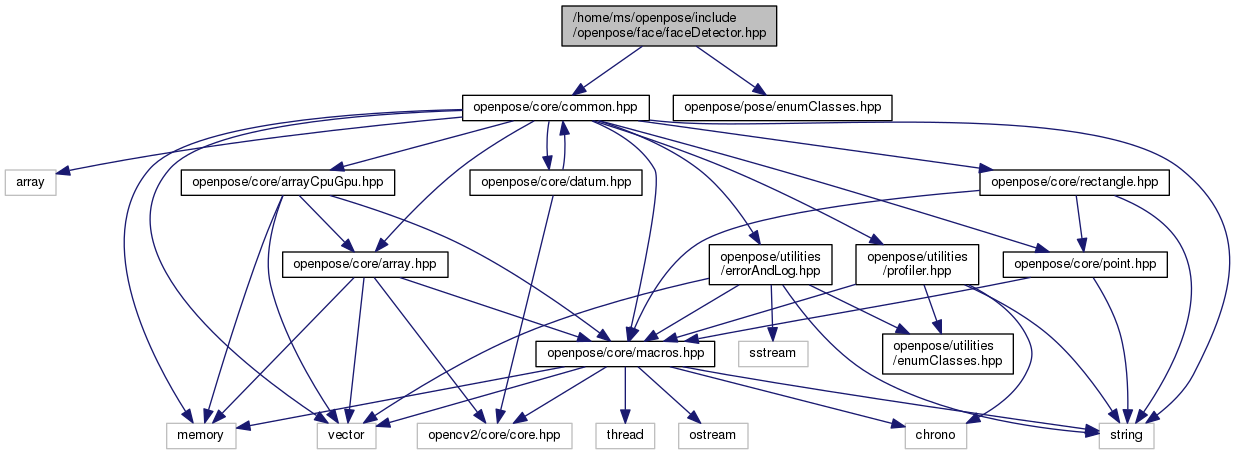 /home/ms/openpose/include
/openpose/face/faceDetector.hpp
openpose/core/common.hpp
openpose/pose/enumClasses.hpp
array
openpose/core/arrayCpuGpu.hpp
openpose/core/datum.hpp
openpose/core/rectangle.hpp
openpose/core/array.hpp
openpose/utilities
/errorAndLog.hpp
openpose/utilities
/profiler.hpp
openpose/core/point.hpp
openpose/core/macros.hpp
sstream
openpose/utilities
/enumClasses.hpp
memory
vector
opencv2/core/core.hpp
thread
ostream
chrono
string